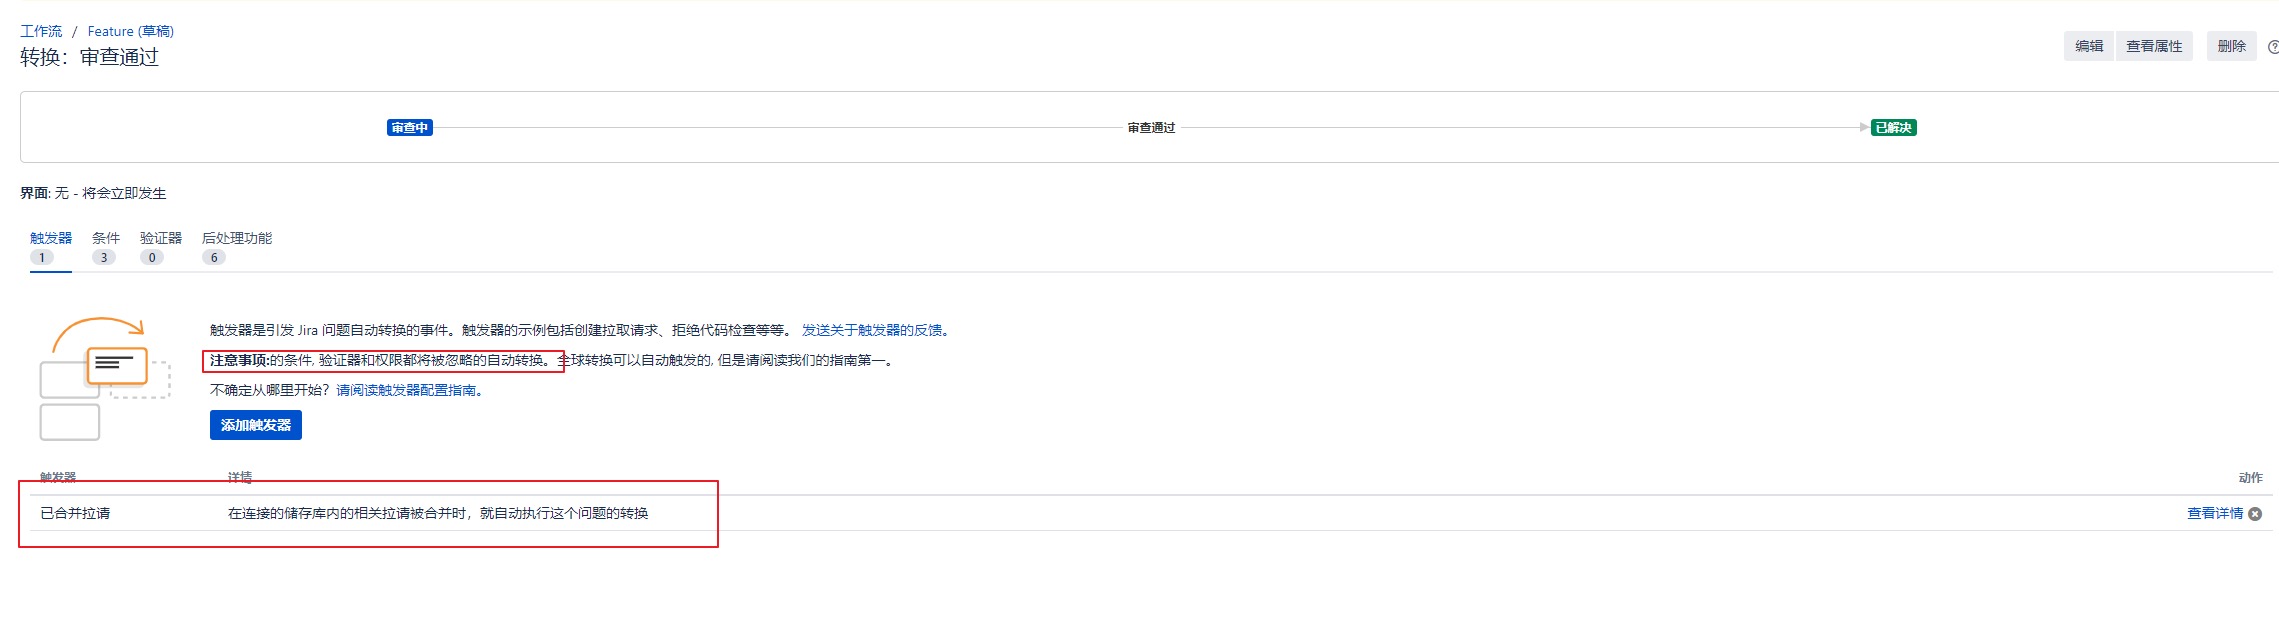 工作流 / Feature (草稿)
转换：审查通过
编辑 查看属性 删除
审查中 审查通过 已解决
界面: 无 - 将会立即发生
触发器 条件 验证器 后处理功能
1 3 0 6
触发器是引发 Jira 问题自动转换的事件。触发器的示例包括创建拉取请求、拒绝代码检查等等。 发送关于触发器的反馈。
注意事项:的条件, 验证器和权限都将被忽略的自动转换。全球转换可以自动触发的, 但是请阅读我们的指南第一。
不确定从哪里开始？请阅读触发器配置指南。
添加触发器
触发器 详情 动作
已合并拉请 在连接的储存库内的相关拉请被合并时，就自动执行这个问题的转换 查看详情